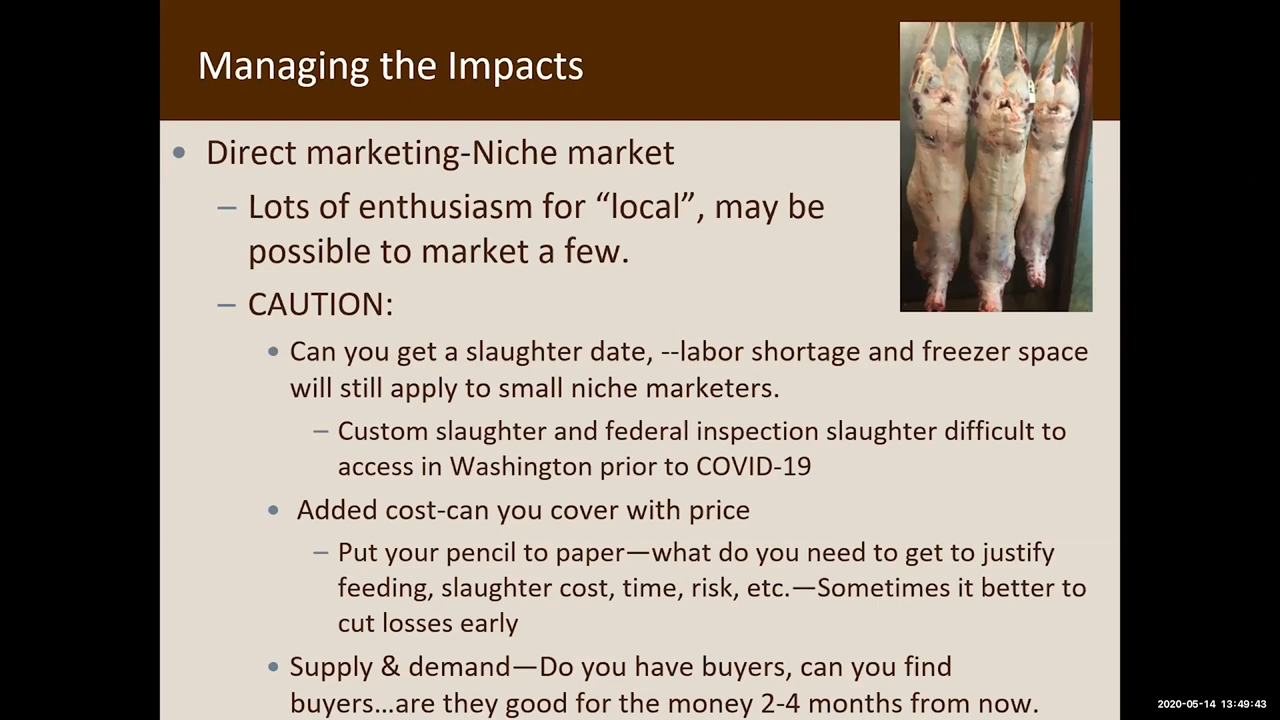 Managing the Impacts
• Direct marketing-Niche market
– Lots of enthusiasm for “local”, may be
possible to market a few.
– CAUTION:
• Can you get a slaughter date, --labor shortage and freezer space
will still apply to small niche marketers.
– Custom slaughter and federal inspection slaughter difficult to
access in Washington prior to COVID-19
• Added cost-can you cover with price
– Put your pencil to paper—what do you need to get to justify
feeding, slaughter cost, time, risk, etc.—Sometimes it better to
cut losses early
• Supply & demand—Do you have buyers, can you find
buyers…are they good for the money 2-4 months from now.
2020-05-14 13:49:43